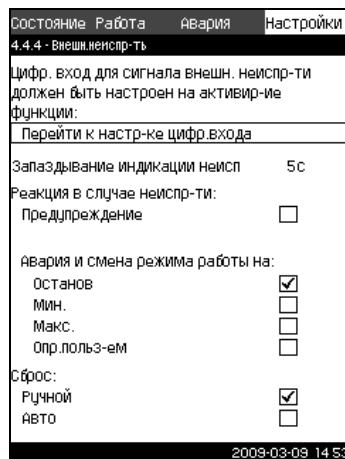 Состояние Работа Авария Настройки
4.4.4 - Внешн.неиспр-ть
Цифр. вход для сигнала внешн. неиспр-ти
должен быть настроен на активир-ие
функции:
Перейти к настр-ке цифр.входа
Запаздывание индикации неисп 5с
Реакция в случае неиспр-ти:
Предупреждение
Авария и смена режима работы на:
Останов
Мин.
Макс.
Опр.польз-ем
Сброс:
Ручной
Авто
2009-03-09 14:53